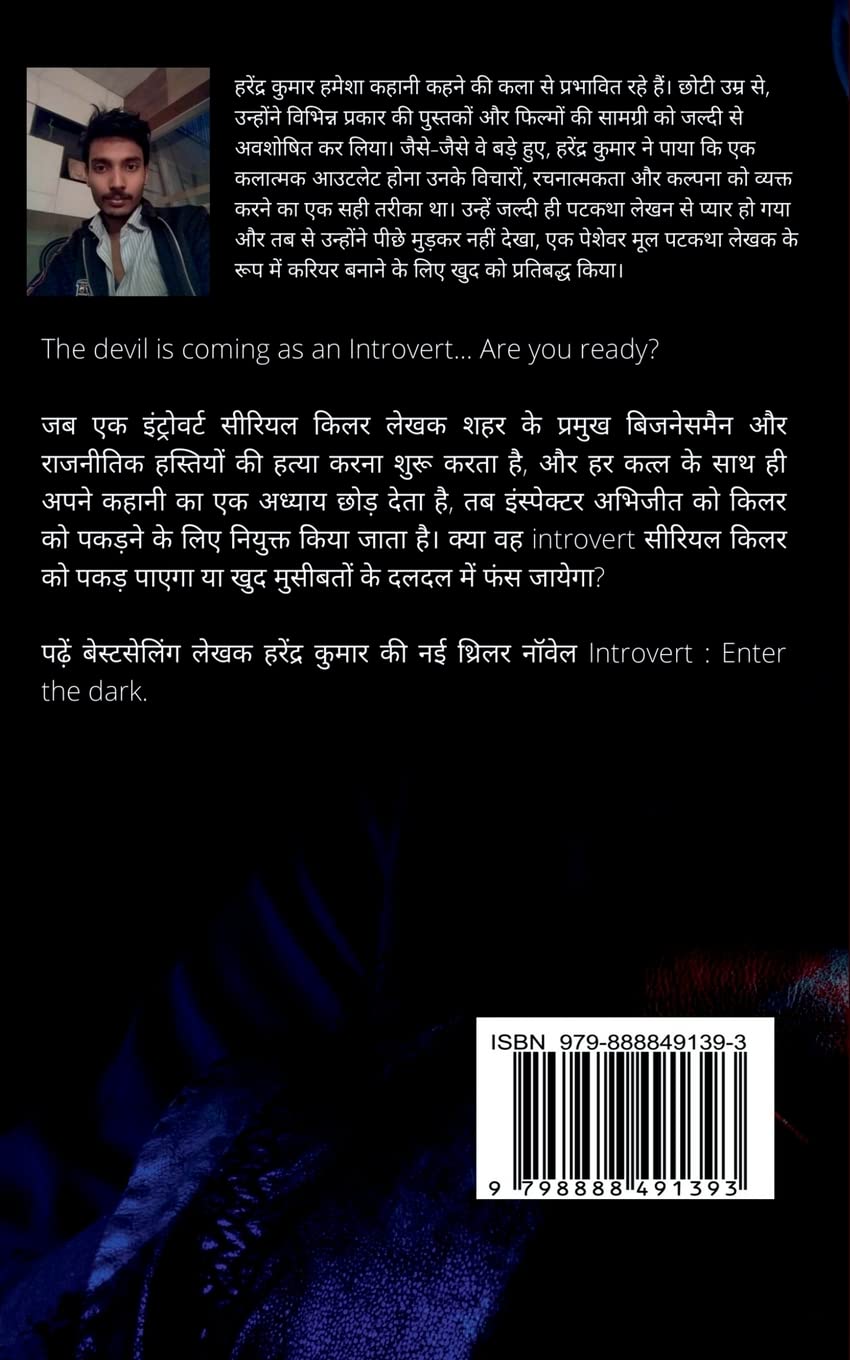 हरेंद्र कुमार हमेशा कहानी कहने की कला से प्रभावित रहे हैं। छोटी उम्र से,
उन्होंने विभिन्न प्रकार की पुस्तकों और फिल्मों की सामग्री को जल्दी से
अवशोषित कर लिया। जैसे-जैसे वे बड़े हुए, हरेंद्र कुमार ने पाया कि एक
कलात्मक आउटलेट होना उनके विचारों, रचनात्मकता और कल्पना को व्यक्त
करने का एक सही तरीका था। उन्हें जल्दी ही पटकथा लेखन से प्यार हो गया
और तब से उन्होंने पीछे मुड़कर नहीं देखा, एक पेशेवर मूल पटकथा लेखक के
रूप में करियर बनाने के लिए खुद को प्रतिबद्ध किया।
The devil is coming as an Introvert... Are you ready?
जब एक इंट्रोवर्ट सीरियल किलर लेखक शहर के प्रमुख बिजनेसमैन और
राजनीतिक हस्तियों की हत्या करना शुरू करता है, और हर कत्ल के साथ ही
अपने कहानी का एक अध्याय छोड़ देता है, तब इंस्पेक्टर अभिजीत को किलर
को पकड़ने के लिए नियुक्त किया जाता है। क्या वह introvert सीरियल किलर
को पकड़ पाएगा या खुद मुसीबतों के दलदल में फंस जायेगा?
पढ़ें बेस्टसेलिंग लेखक हरेंद्र कुमार की नई थ्रिलर नॉवेल Introvert : Enter
the dark.
ISBN 979-888849139-3
9 798888 491393